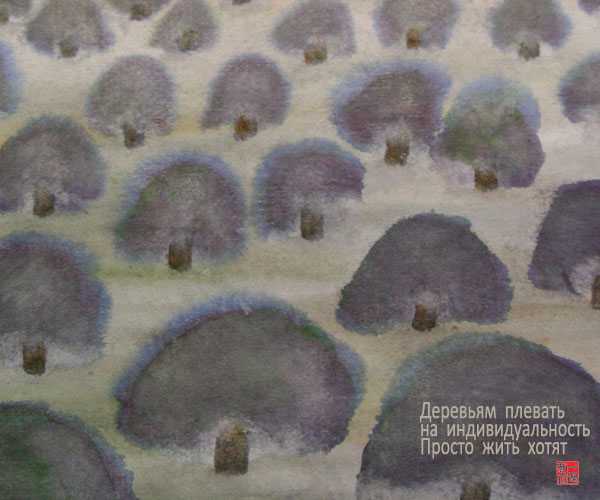 Деревьям плевать
на индивидуальность
Просто жить хотят